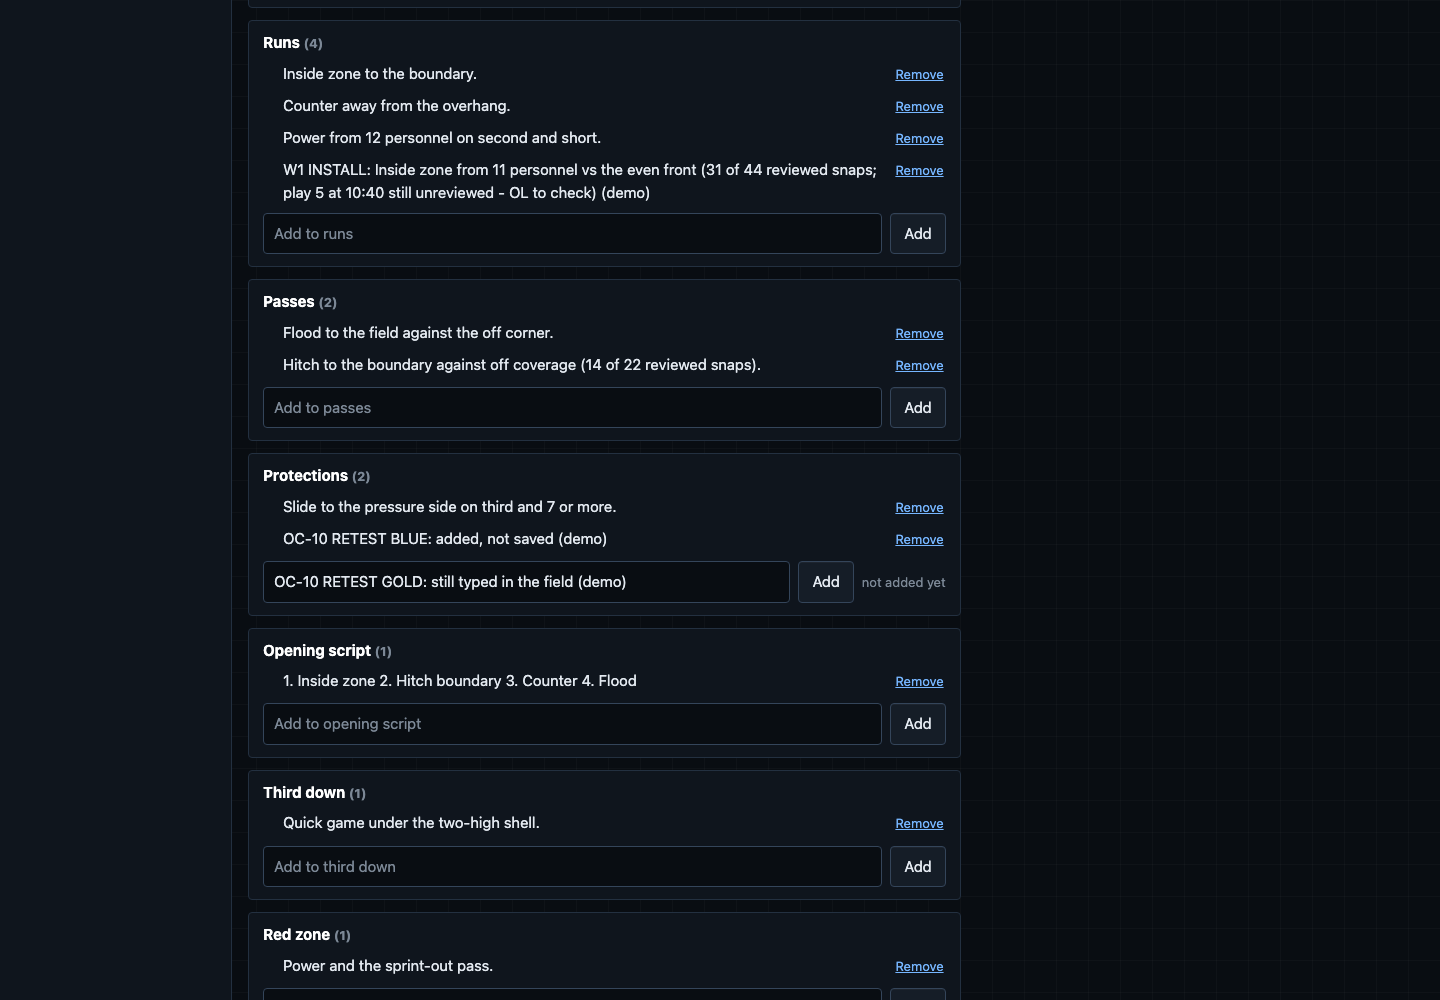 Runs (4)
Inside zone to the boundary. Remove
Counter away from the overhang. Remove
Power from 12 personnel on second and short. Remove
W1 INSTALL: Inside zone from 11 personnel vs the even front (31 of 44 reviewed snaps; Remove
play 5 at 10:40 still unreviewed - OL to check) (demo)
Add to runs Add
Passes (2)
Flood to the field against the off corner. Remove
Hitch to the boundary against off coverage (14 of 22 reviewed snaps). Remove
Add to passes Add
Protections (2)
Slide to the pressure side on third and 7 or more. Remove
OC-10 RETEST BLUE: added, not saved (demo) Remove
OC-10 RETEST GOLD: still typed in the field (demo) Add not added yet
Opening script (1)
1. Inside zone 2. Hitch boundary 3. Counter 4. Flood Remove
Add to opening script Add
Third down (1)
Quick game under the two-high shell. Remove
Add to third down Add
Red zone (1)
Power and the sprint-out pass. Remove